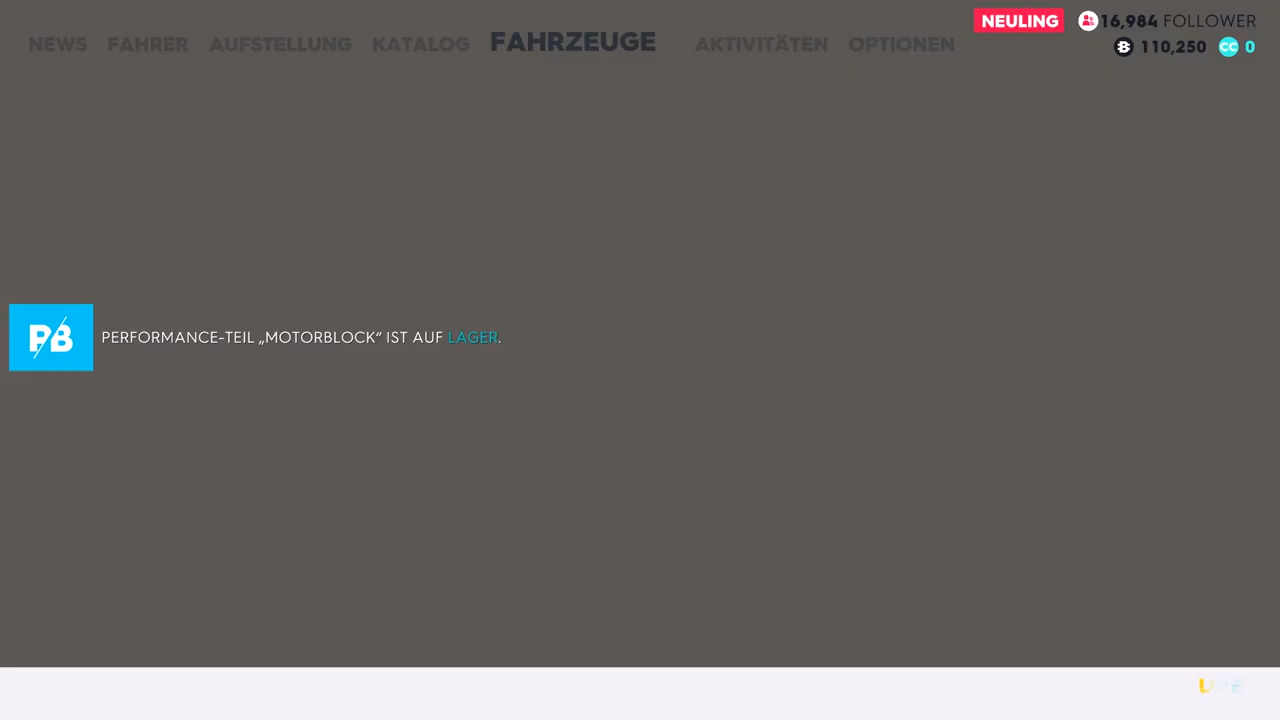 NEULING 16,984 FOLLOWER
NEWS FAHRER AUFSTELLUNG KATALOG FAHRZEUGE AKTIVITÄTEN OPTIONEN
B 110,250 CC 0
P/B PERFORMANCE-TEIL „MOTORBLOCK“ IST AUF LAGER.